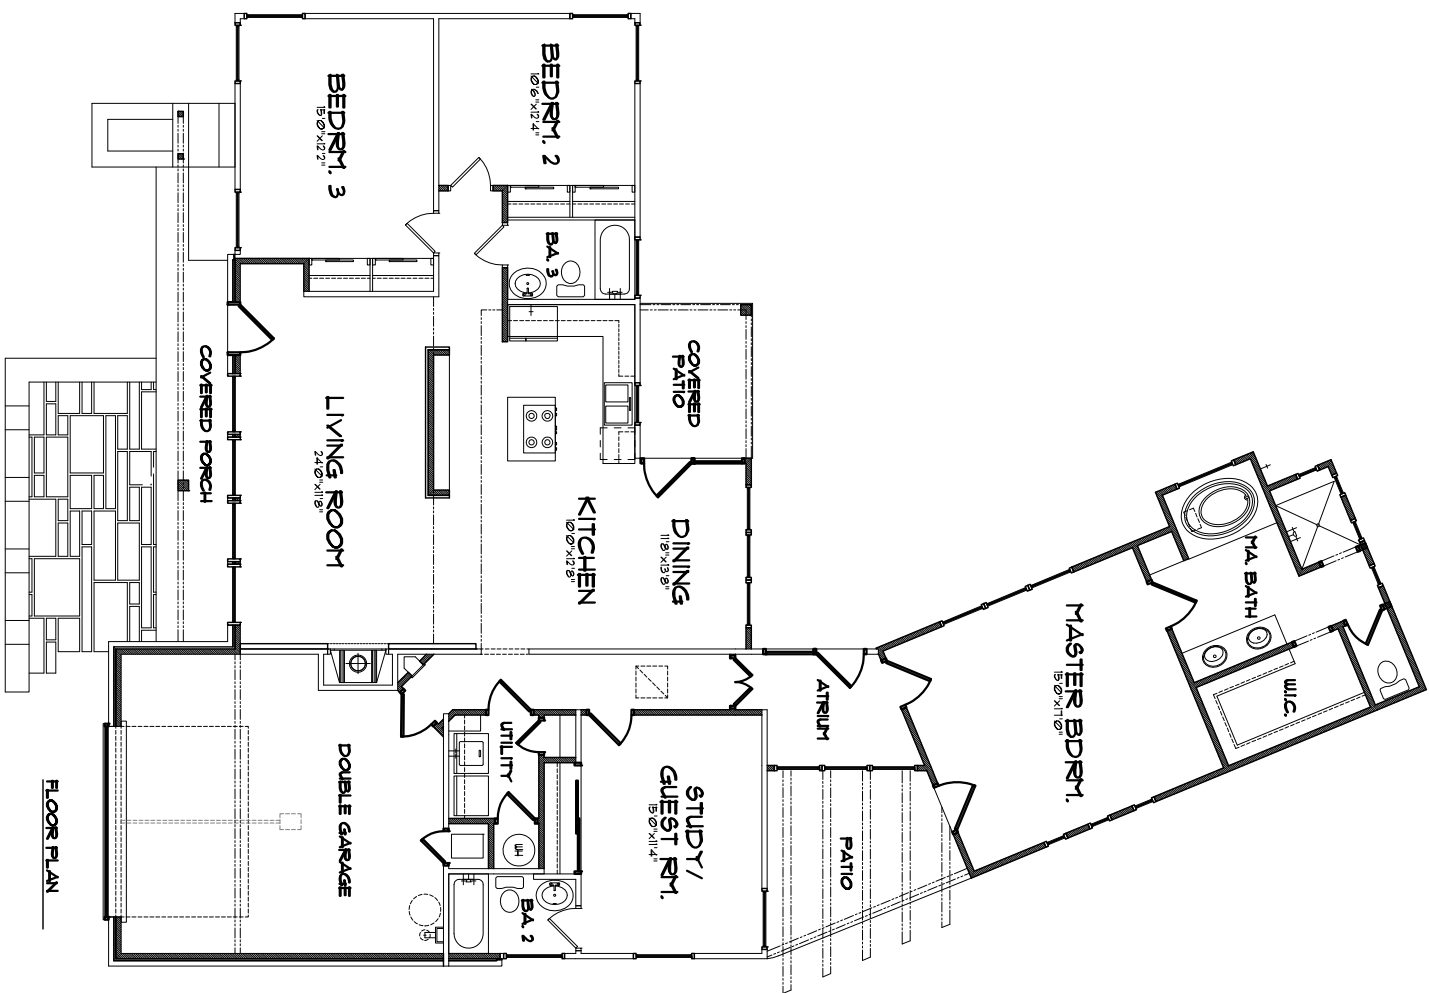 BEDRM. 2
10'6"x12'4"
BEDRM. 3
15'0"x12'2"
BA. 3
COVERED
PATIO
COVERED PORCH
LIVING ROOM
24'0"x11'8"
KITCHEN
10'0"x12'8"
DINING
11'8"x13'8"
MA. BATH
MASTER BDRM.
15'0"x17'0"
W.I.C.
ATRIUM
UTILITY
STUDY/
GUEST RM.
15'0"x11'4"
PATIO
DOUBLE GARAGE
WH
BA. 2
FLOOR PLAN